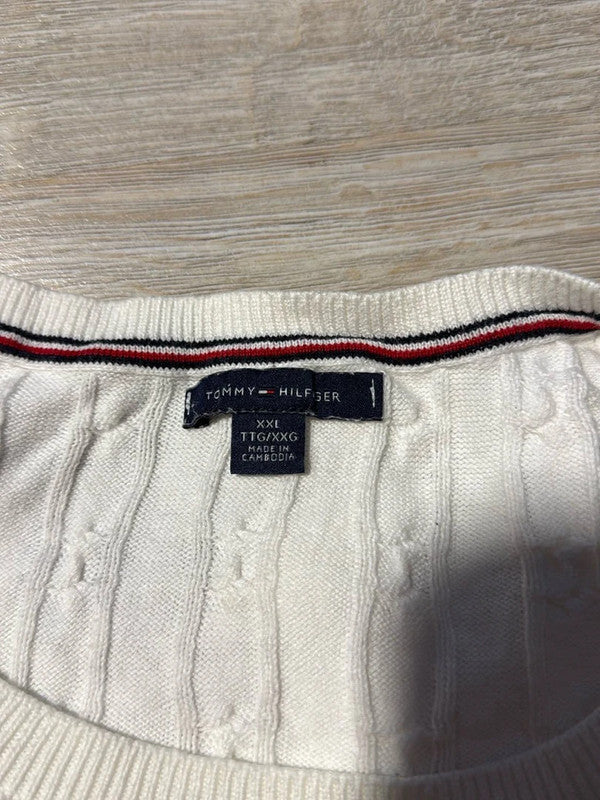 TOMMY HILFIGER
XXL
TTG/XXG
MADE IN
CAMBODIA